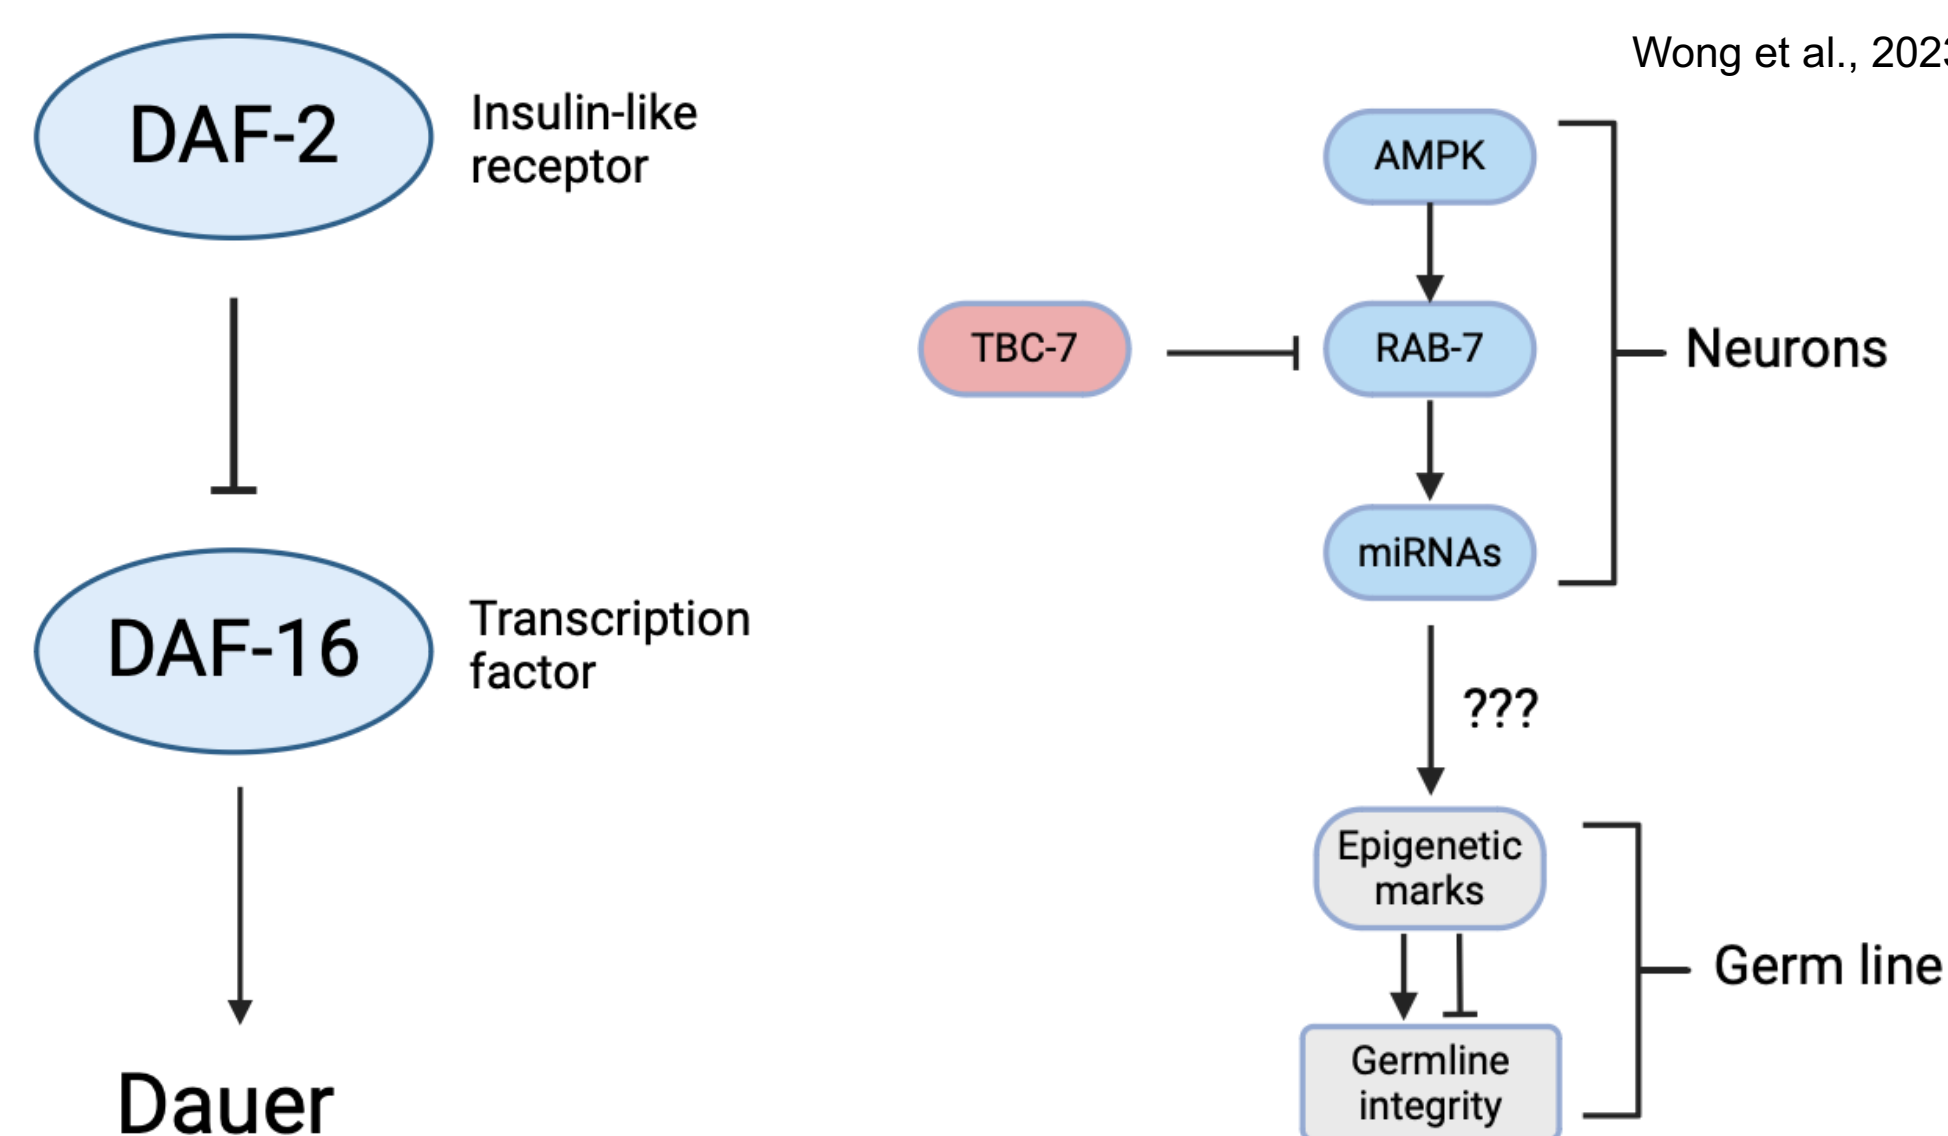 DAF-2
Insulin-like
receptor
DAF-16
Transcription
factor
Dauer
Wong et al., 2023
AMPK
TBC-7
RAB-7
Neurons
miRNAs
???
Epigenetic
marks
Germ line
Germline
integrity